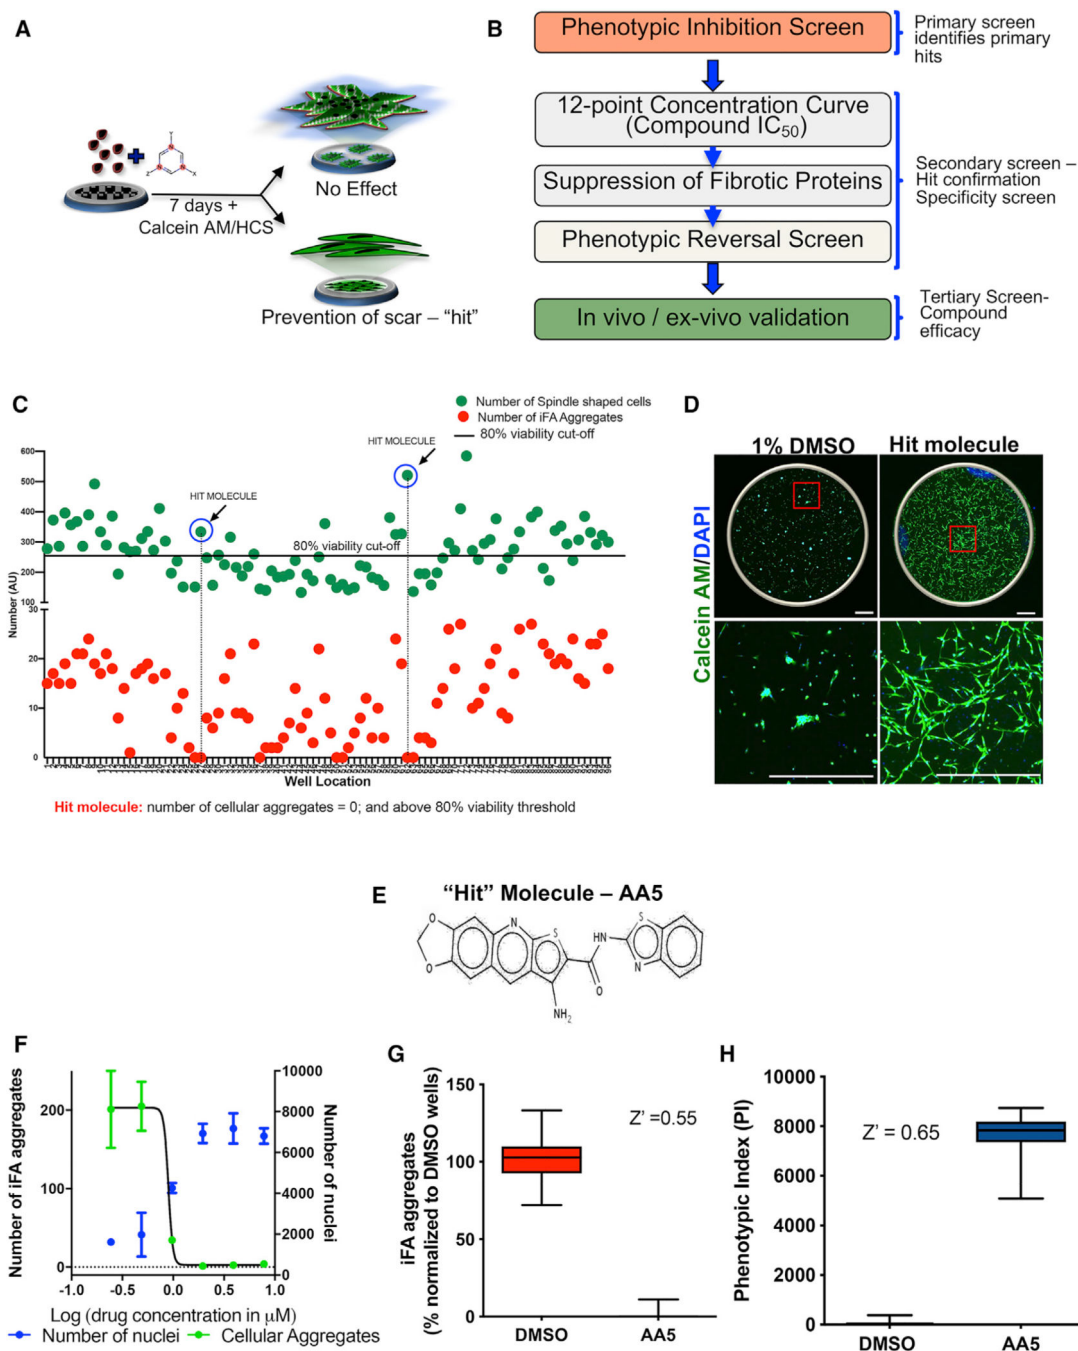 A
Y
Z
X
7 days +
Calcein AM/HCS
No Effect
Prevention of scar – "hit"
B
Phenotypic Inhibition Screen
12-point Concentration Curve
(Compound IC50)
Suppression of Fibrotic Proteins
Phenotypic Reversal Screen
In vivo / ex-vivo validation
Primary screen
identifies primary
hits
Secondary screen –
Hit confirmation
Specificity screen
Tertiary Screen-
Compound
efficacy
C
Number of Spindle shaped cells
Number of iFA Aggregates
80% viability cut-off
HIT MOLECULE
HIT MOLECULE
80% viability cut-off
Number (AU)
600
500
400
300
200
100
30
20
10
0
Well Location
Hit molecule: number of cellular aggregates = 0; and above 80% viability threshold
D
1% DMSO
Hit molecule
Calcein AM/DAPI
E
"Hit" Molecule – AA5
O
O
N
S
NH2
O
HN
S
N
F
Number of iFA aggregates
200
100
0
10000
8000
6000
4000
2000
0
Number of nuclei
-1.0
-0.5
0.0
0.5
1.0
Log (drug concentration in μM)
Number of nuclei
Cellular Aggregates
G
iFA aggregates
(% normalized to DMSO wells)
150
100
50
0
Z' =0.55
DMSO
AA5
H
Phenotypic Index (PI)
10000
8000
6000
4000
2000
0
Z' = 0.65
DMSO
AA5